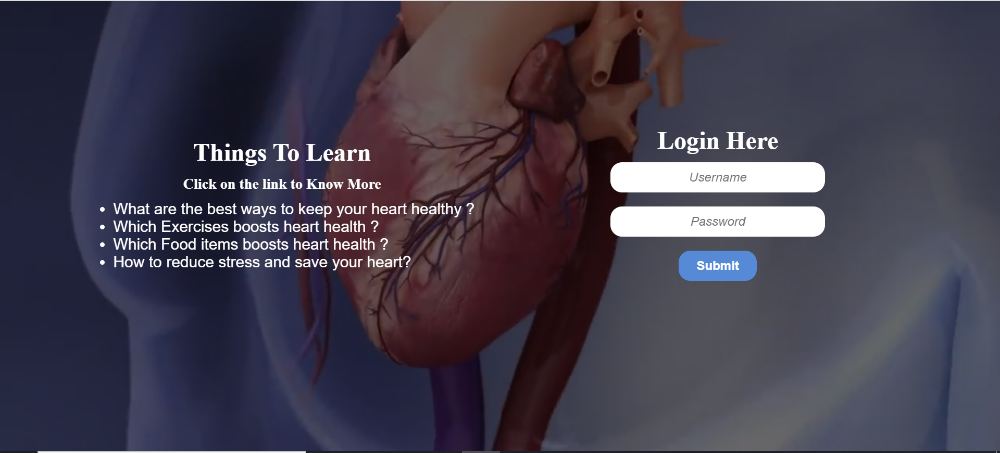 Things To Learn
Click on the link to Know More
• What are the best ways to keep your heart healthy ?
• Which Exercises boosts heart health ?
• Which Food items boosts heart health ?
• How to reduce stress and save your heart?
Login Here
Username
Password
Submit